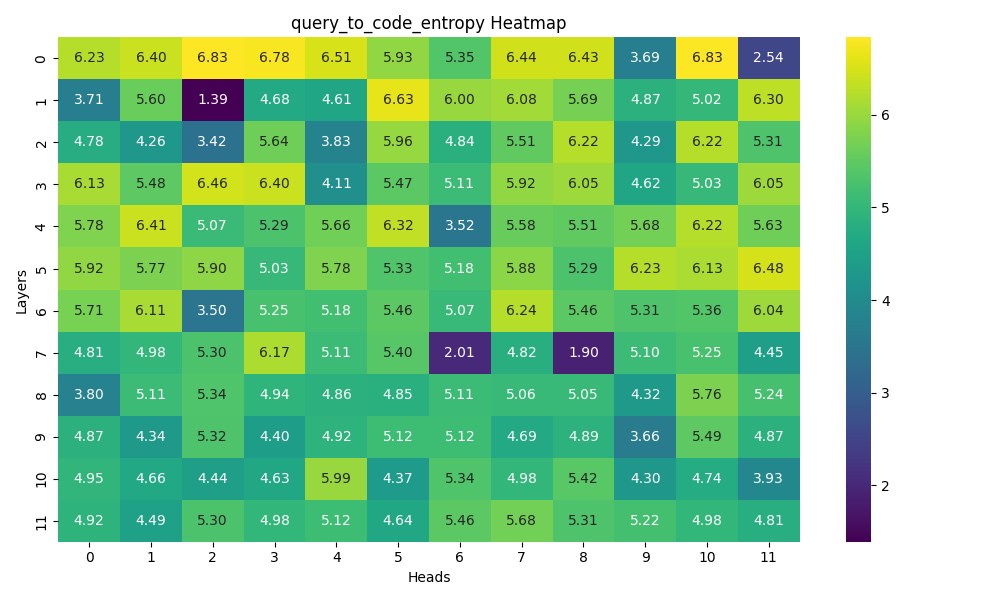 query_to_code_entropy Heatmap
0 6.23 6.40 6.83 6.78 6.51 5.93 5.35 6.44 6.43 3.69 6.83 2.54
1 3.71 5.60 1.39 4.68 4.61 6.63 6.00 6.08 5.69 4.87 5.02 6.30
2 4.78 4.26 3.42 5.64 3.83 5.96 4.84 5.51 6.22 4.29 6.22 5.31
3 6.13 5.48 6.46 6.40 4.11 5.47 5.11 5.92 6.05 4.62 5.03 6.05
4 5.78 6.41 5.07 5.29 5.66 6.32 3.52 5.58 5.51 5.68 6.22 5.63
5 5.92 5.77 5.90 5.03 5.78 5.33 5.18 5.88 5.29 6.23 6.13 6.48
6 5.71 6.11 3.50 5.25 5.18 5.46 5.07 6.24 5.46 5.31 5.36 6.04
7 4.81 4.98 5.30 6.17 5.11 5.40 2.01 4.82 1.90 5.10 5.25 4.45
8 3.80 5.11 5.34 4.94 4.86 4.85 5.11 5.06 5.05 4.32 5.76 5.24
9 4.87 4.34 5.32 4.40 4.92 5.12 5.12 4.69 4.89 3.66 5.49 4.87
10 4.95 4.66 4.44 4.63 5.99 4.37 5.34 4.98 5.42 4.30 4.74 3.93
11 4.92 4.49 5.30 4.98 5.12 4.64 5.46 5.68 5.31 5.22 4.98 4.81
0 1 2 3 4 5 6 7 8 9 10 11
Heads
Layers
6
5
4
3
2